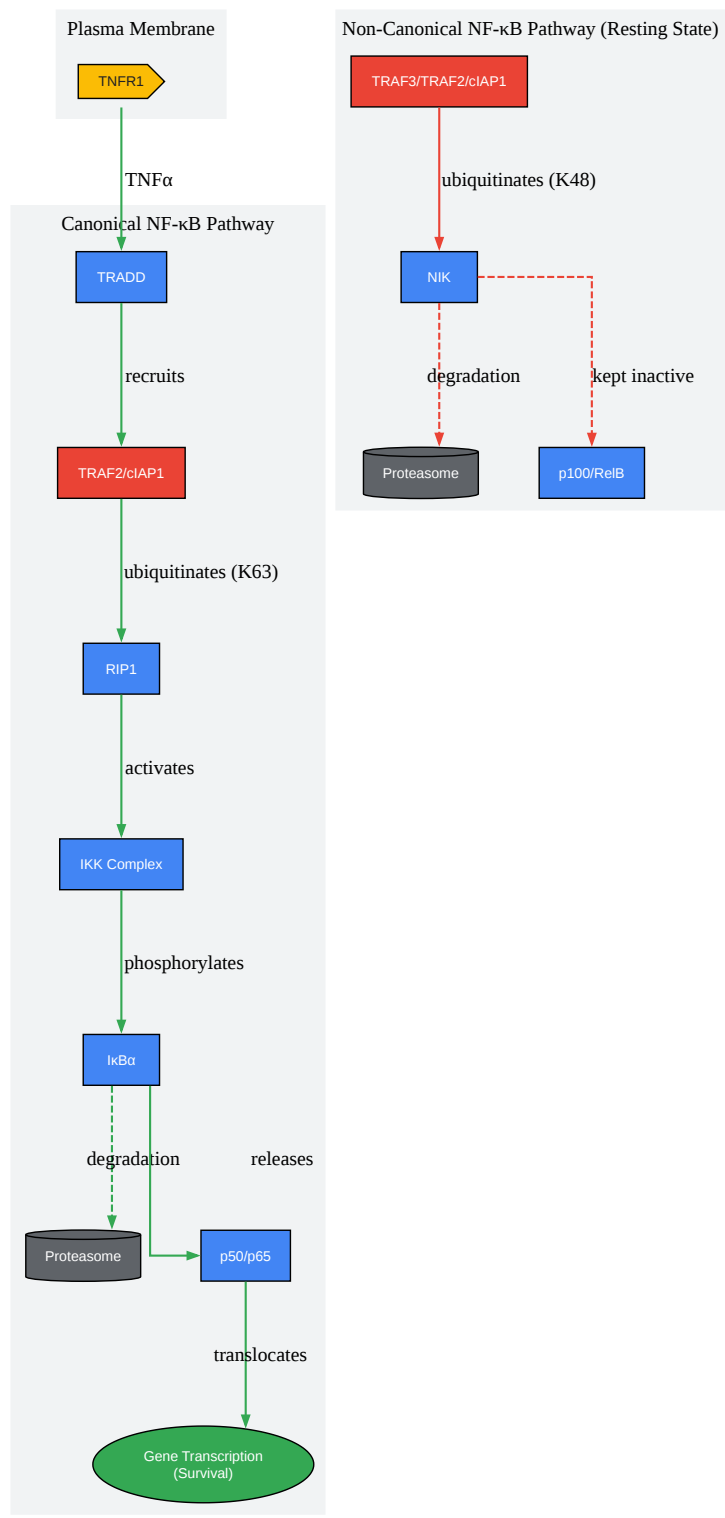 Plasma Membrane
TNFR1
TNFα
Canonical NF-κB Pathway
TRADD
recruits
TRAF2/cIAP1
ubiquitinates (K63)
RIP1
activates
IKK Complex
phosphorylates
IκBα
degradation
releases
Proteasome
p50/p65
translocates
Gene Transcription
(Survival)
Non-Canonical NF-κB Pathway (Resting State)
TRAF3/TRAF2/cIAP1
ubiquitinates (K48)
NIK
degradation
kept inactive
Proteasome
p100/RelB